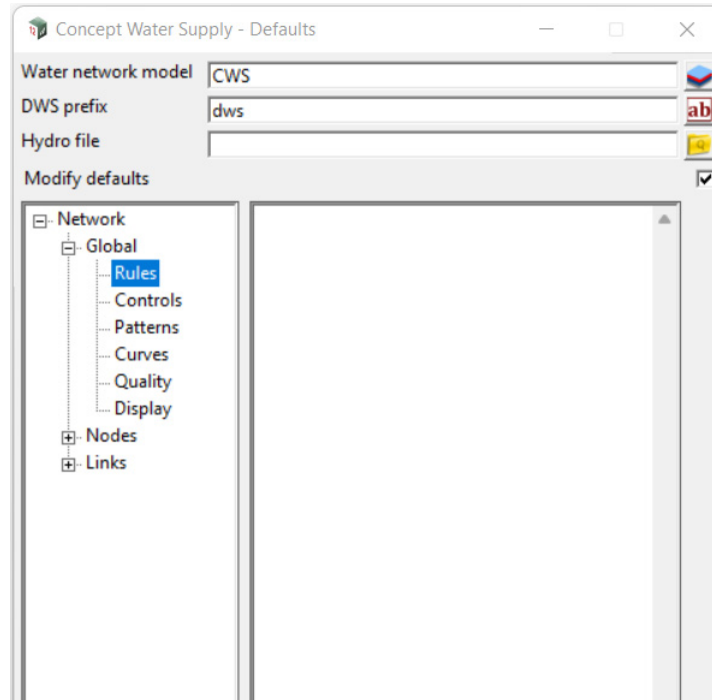 Concept Water Supply - Defaults
Water network model CWS
DWS prefix dws
ab
Hydro file
Modify defaults
Network
Global
Rules
Controls
Patterns
Curves
Quality
Display
Nodes
Links